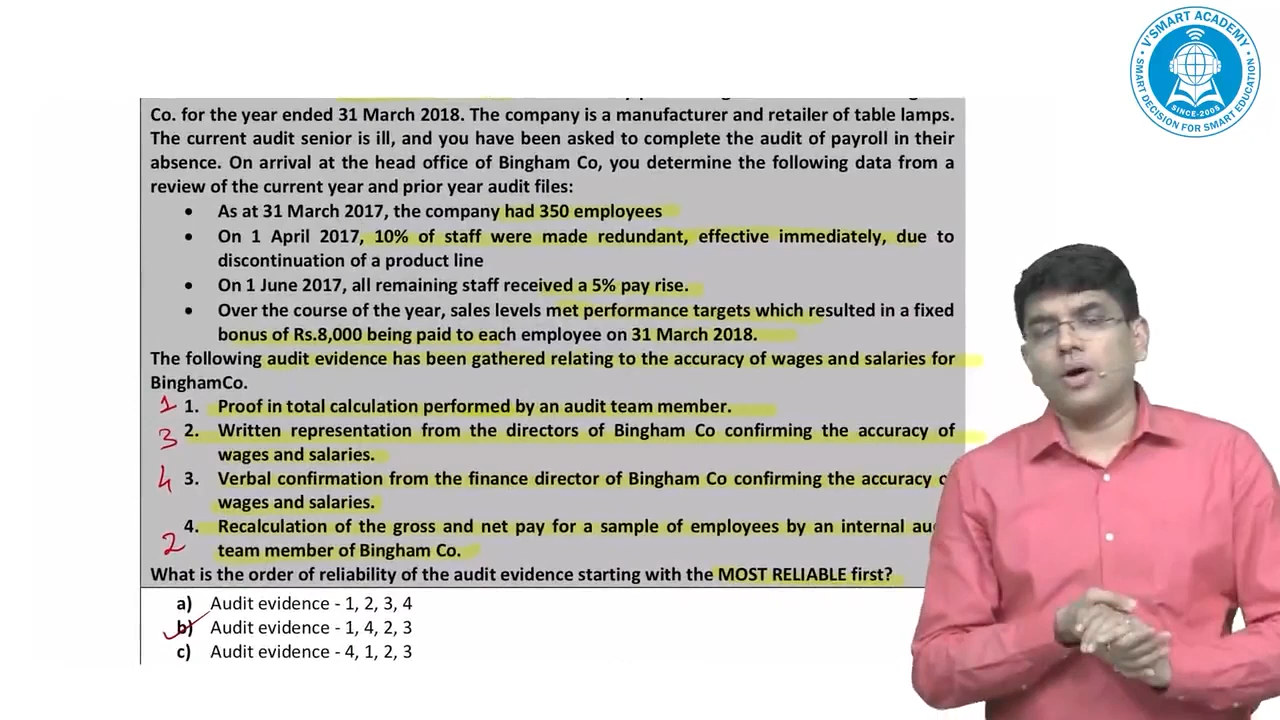 V'SMART ACADEMY
SMART DECISION FOR SMART EDUCATION
SINCE-2005
Co. for the year ended 31 March 2018. The company is a manufacturer and retailer of table lamps.
The current audit senior is ill, and you have been asked to complete the audit of payroll in their
absence. On arrival at the head office of Bingham Co, you determine the following data from a
review of the current year and prior year audit files:
• As at 31 March 2017, the company had 350 employees
• On 1 April 2017, 10% of staff were made redundant, effective immediately, due to
discontinuation of a product line
• On 1 June 2017, all remaining staff received a 5% pay rise.
• Over the course of the year, sales levels met performance targets which resulted in a fixed
bonus of Rs.8,000 being paid to each employee on 31 March 2018.
The following audit evidence has been gathered relating to the accuracy of wages and salaries for
BinghamCo.
1 1. Proof in total calculation performed by an audit team member.
3 2. Written representation from the directors of Bingham Co confirming the accuracy of
wages and salaries.
4 3. Verbal confirmation from the finance director of Bingham Co confirming the accuracy
wages and salaries.
4. Recalculation of the gross and net pay for a sample of employees by an internal
2 team member of Bingham Co.
What is the order of reliability of the audit evidence starting with the MOST RELIABLE first?
a) Audit evidence - 1, 2, 3, 4
b) Audit evidence - 1, 4, 2, 3
c) Audit evidence - 4, 1, 2, 3